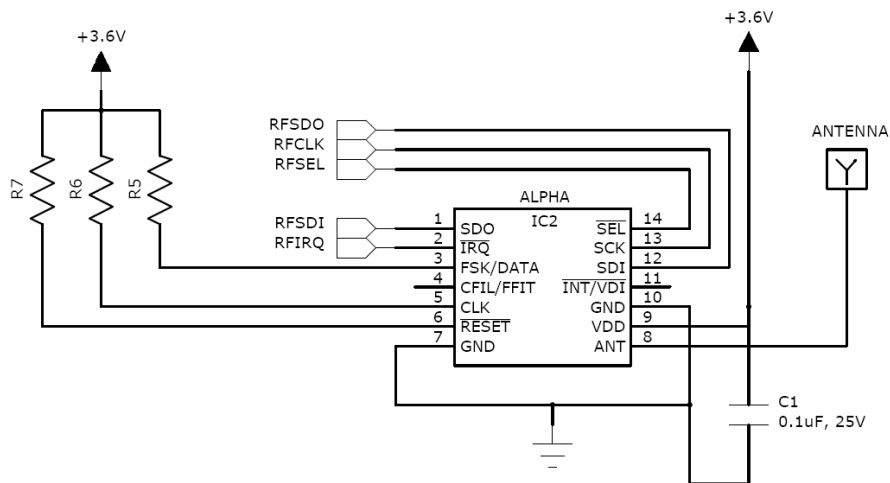 +3.6V
+3.6V
RFSDO
RFCLK
RFSEL
ANTENNA
R7
R6
R5
ALPHA
IC2
RFSDI
RFIRQ
1 SDO
2 IRQ
3 FSK/DATA
4 CFIL/FFIT
5 CLK
6 RESET
7 GND
SEL 14
SCK 13
SDI 12
INT/VDI 11
GND 10
VDD 9
ANT 8
C1
0.1uF, 25V